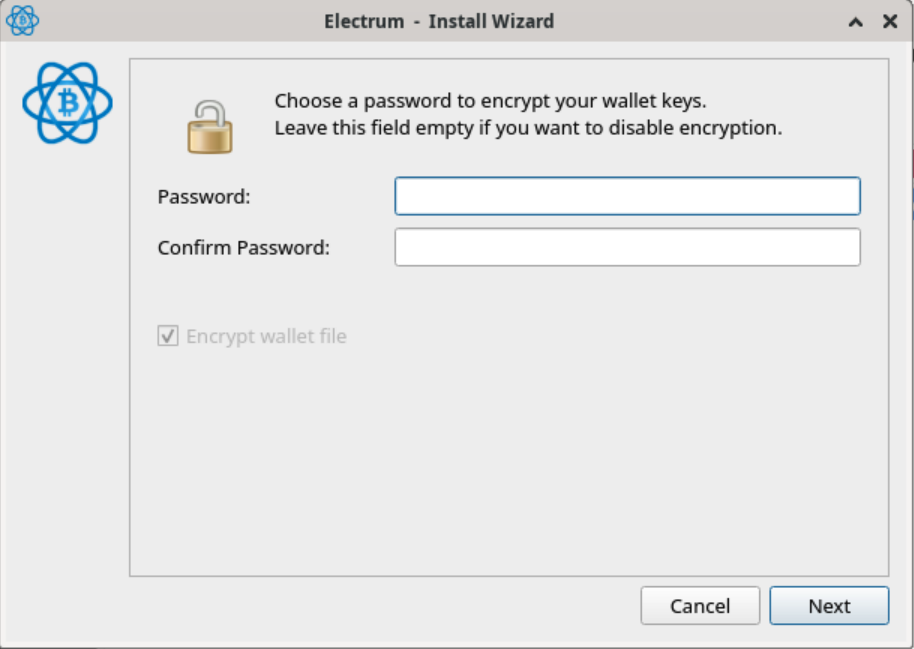 Electrum - Install Wizard
Choose a password to encrypt your wallet keys.
Leave this field empty if you want to disable encryption.
Password:
Confirm Password:
Encrypt wallet file
Cancel
Next